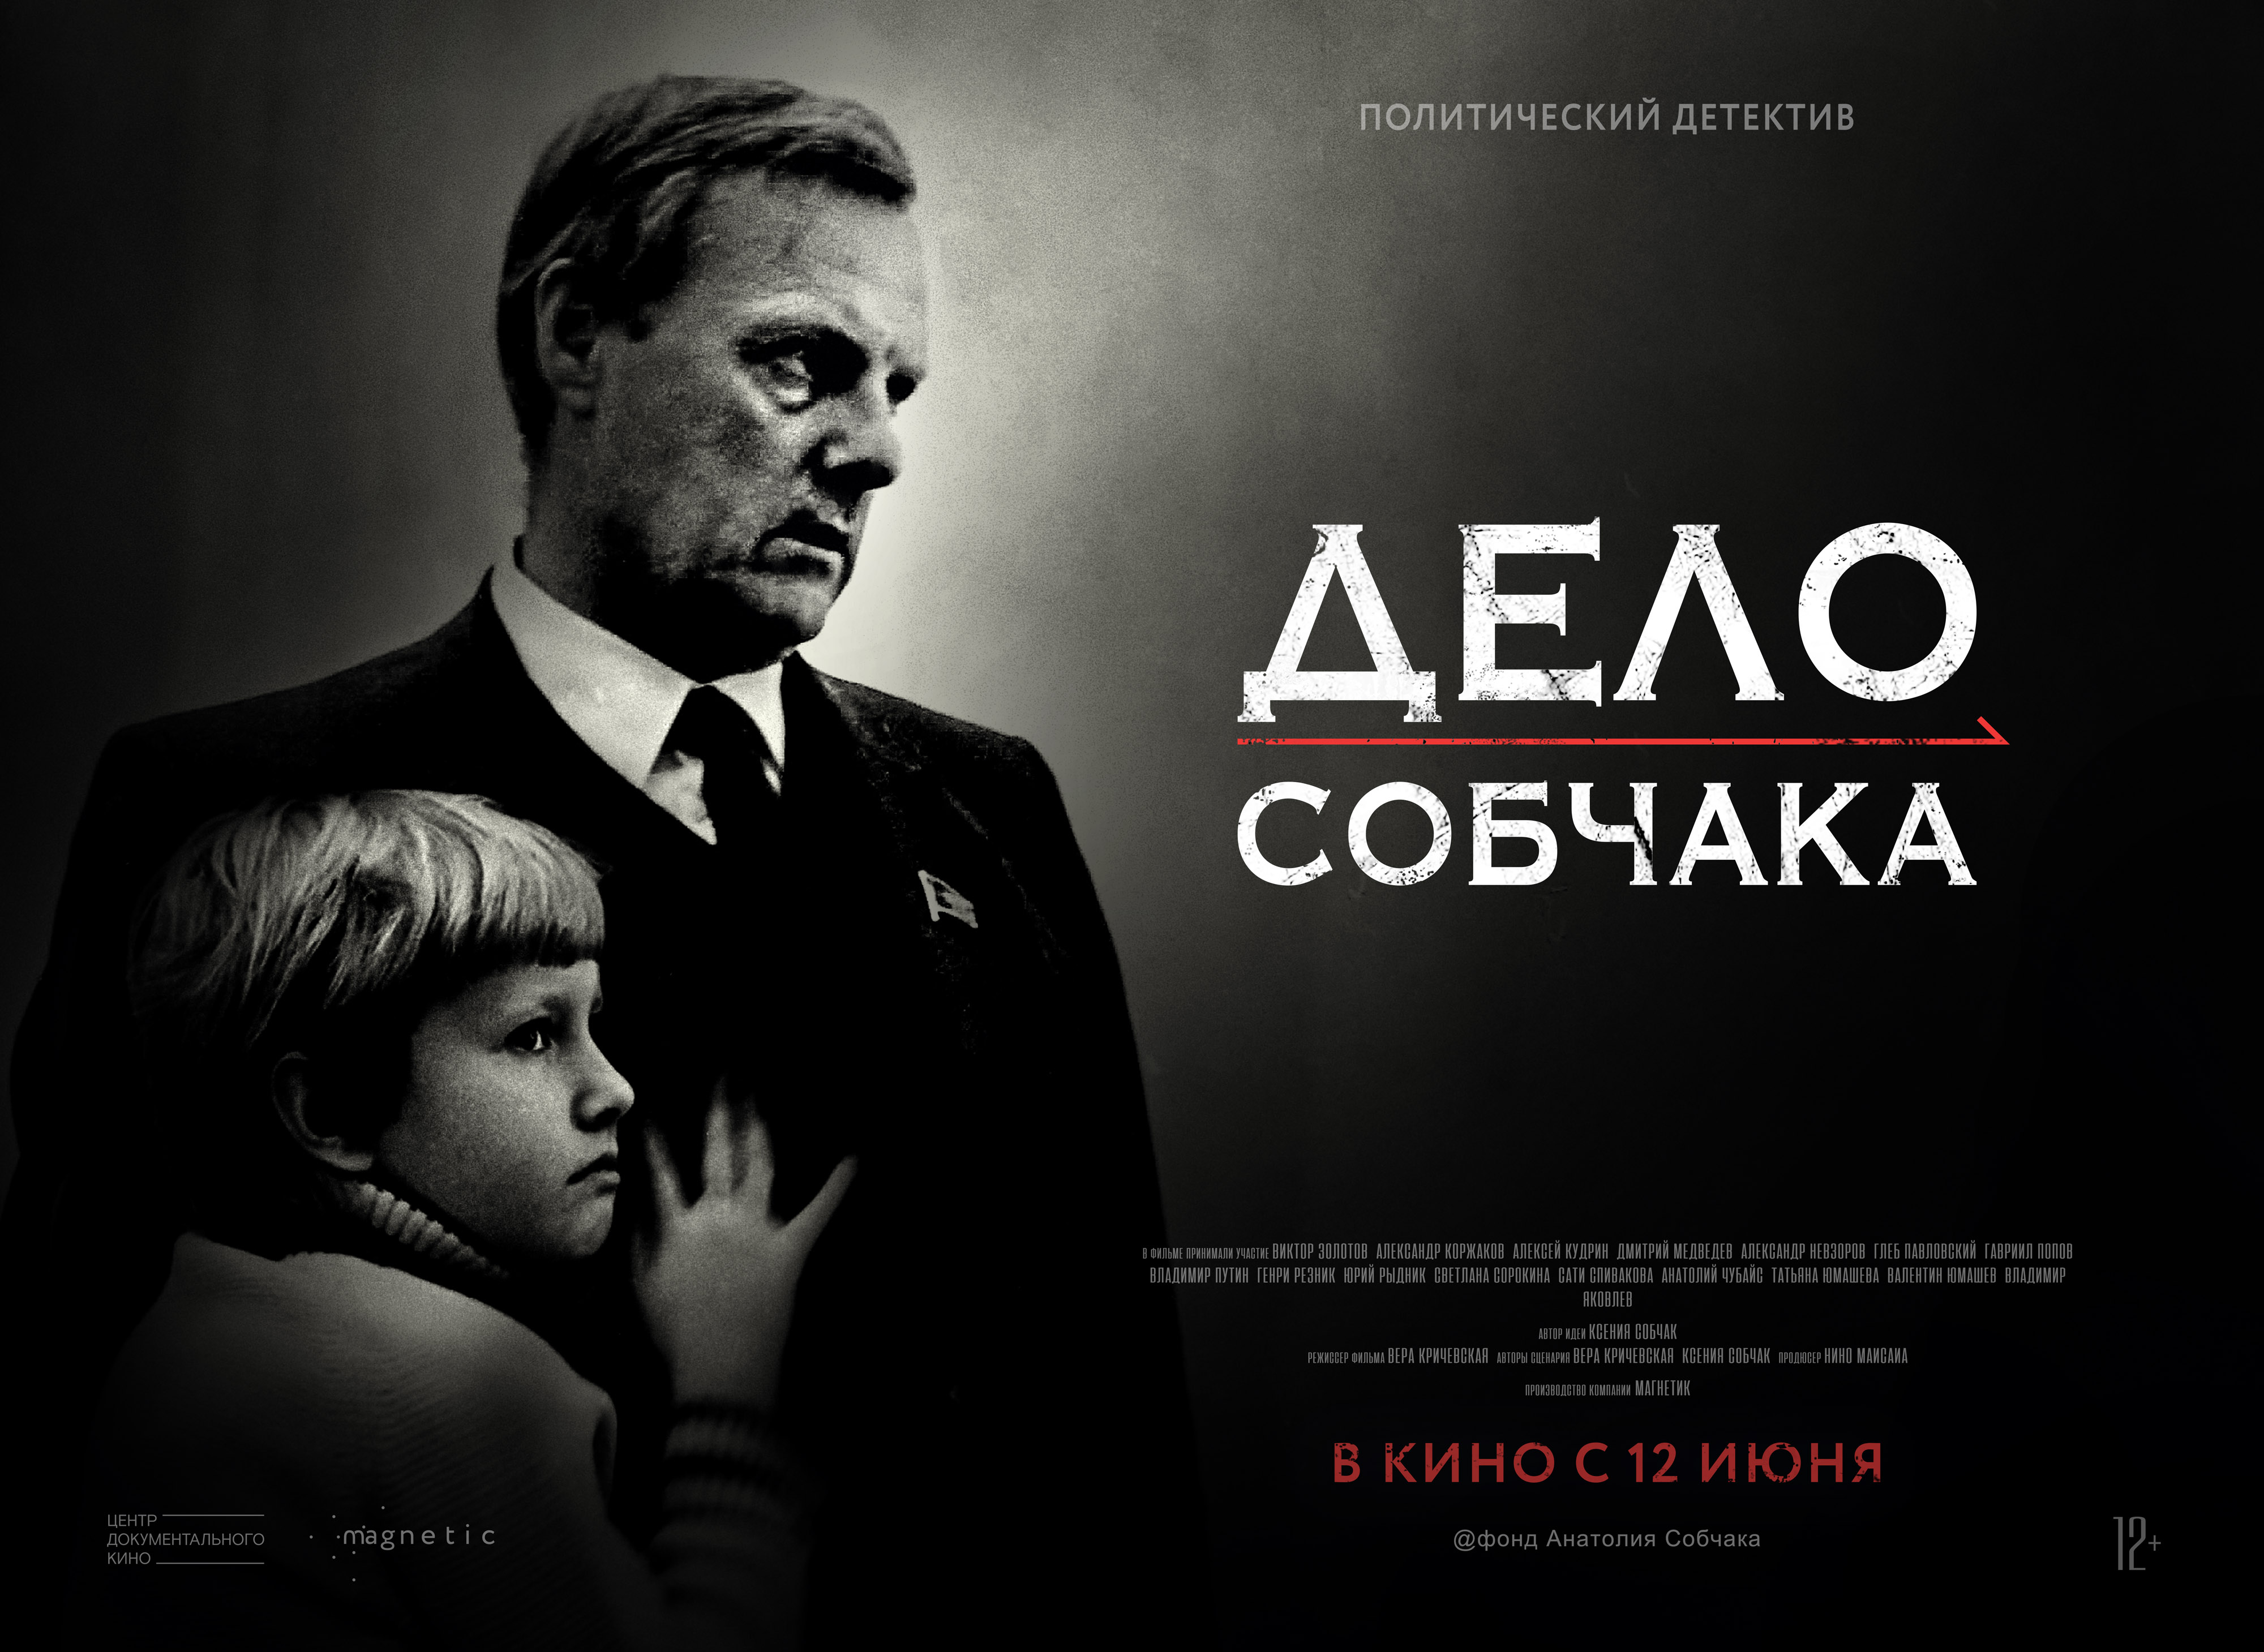 ПОЛИТИЧЕСКИЙ ДЕТЕКТИВ
ДЕЛО
СОБЧАКА
В ФИЛЬМЕ ПРИНИМАЛИ УЧАСТИЕ ВИКТОР ЗОЛОТОВ АЛЕКСАНДР КОРЖАКОВ АЛЕКСЕЙ КУДРИН ДМИТРИЙ МЕДВЕДЕВ АЛЕКСАНДР НЕВЗОРОВ ГЛЕБ ПАВЛОВСКИЙ ГАВРИИЛ ПОПОВ
ВЛАДИМИР ПУТИН ГЕНРИ РЕЗНИК ЮРИЙ РЫДНИК СВЕТЛАНА СОРОКИНА САТИ СПИВАКОВА АНАТОЛИЙ ЧУБАЙС ТАТЬЯНА ЮМАШЕВА ВАЛЕНТИН ЮМАШЕВ ВЛАДИМИР
ЯКОВЛЕВ
АВТОР ИДЕИ КСЕНИЯ СОБЧАК
РЕЖИССЕР ФИЛЬМА ВЕРА КРИЧЕВСКАЯ АВТОРЫ СЦЕНАРИЯ ВЕРА КРИЧЕВСКАЯ КСЕНИЯ СОБЧАК ПРОДЮСЕР НИНО МАИСАИА
ПРОИЗВОДСТВО КОМПАНИИ МАГНЕТИК
В КИНО С 12 ИЮНЯ
@фонд Анатолия Собчака
ЦЕНТР
ДОКУМЕНТАЛЬНОГО
КИНО
magnetic
12+